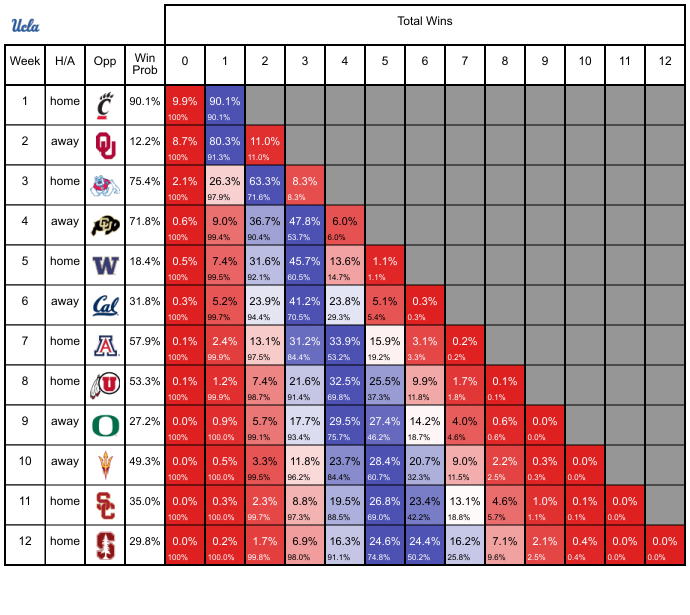 Ucla
Total Wins
Week H/A Opp Win Prob 0 1 2 3 4 5 6 7 8 9 10 11 12
1 home C 90.1% 9.9% 90.1%
100% 90.1%
2 away OU 12.2% 8.7% 80.3% 11.0%
100% 91.3% 11.0%
3 home 75.4% 2.1% 26.3% 63.3% 8.3%
100% 97.9% 71.6% 8.3%
4 away CU 71.8% 0.6% 9.0% 36.7% 47.8% 6.0%
100% 99.4% 90.4% 53.7% 6.0%
5 home W 18.4% 0.5% 7.4% 31.6% 45.7% 13.6% 1.1%
100% 99.5% 92.1% 60.5% 14.7% 1.1%
6 away Cal 31.8% 0.3% 5.2% 23.9% 41.2% 23.8% 5.1% 0.3%
100% 99.7% 94.4% 70.5% 29.3% 5.4% 0.3%
7 home A 57.9% 0.1% 2.4% 13.1% 31.2% 33.9% 15.9% 3.1% 0.2%
100% 99.9% 97.5% 84.4% 53.2% 19.2% 3.3% 0.2%
8 home U 53.3% 0.1% 1.2% 7.4% 21.6% 32.5% 25.5% 9.9% 1.7% 0.1%
100% 99.9% 98.7% 91.4% 69.8% 37.3% 11.8% 1.8% 0.1%
9 away O 27.2% 0.0% 0.9% 5.7% 17.7% 29.5% 27.4% 14.2% 4.0% 0.6% 0.0%
100% 100.0% 99.1% 93.4% 75.7% 46.2% 18.7% 4.6% 0.6% 0.0%
10 away 49.3% 0.0% 0.5% 3.3% 11.8% 23.7% 28.4% 20.7% 9.0% 2.2% 0.3% 0.0%
100% 100.0% 99.5% 96.2% 84.4% 60.7% 32.3% 11.5% 2.5% 0.3% 0.0%
11 home SC 35.0% 0.0% 0.3% 2.3% 8.8% 19.5% 26.8% 23.4% 13.1% 4.6% 1.0% 0.1% 0.0%
100% 100.0% 99.7% 97.3% 88.5% 69.0% 42.2% 18.8% 5.7% 1.1% 0.1% 0.0%
12 home S 29.8% 0.0% 0.2% 1.7% 6.9% 16.3% 24.6% 24.4% 16.2% 7.1% 2.1% 0.4% 0.0% 0.0%
100% 100.0% 99.8% 98.0% 91.1% 74.8% 50.2% 25.8% 9.6% 2.5% 0.4% 0.0% 0.0%